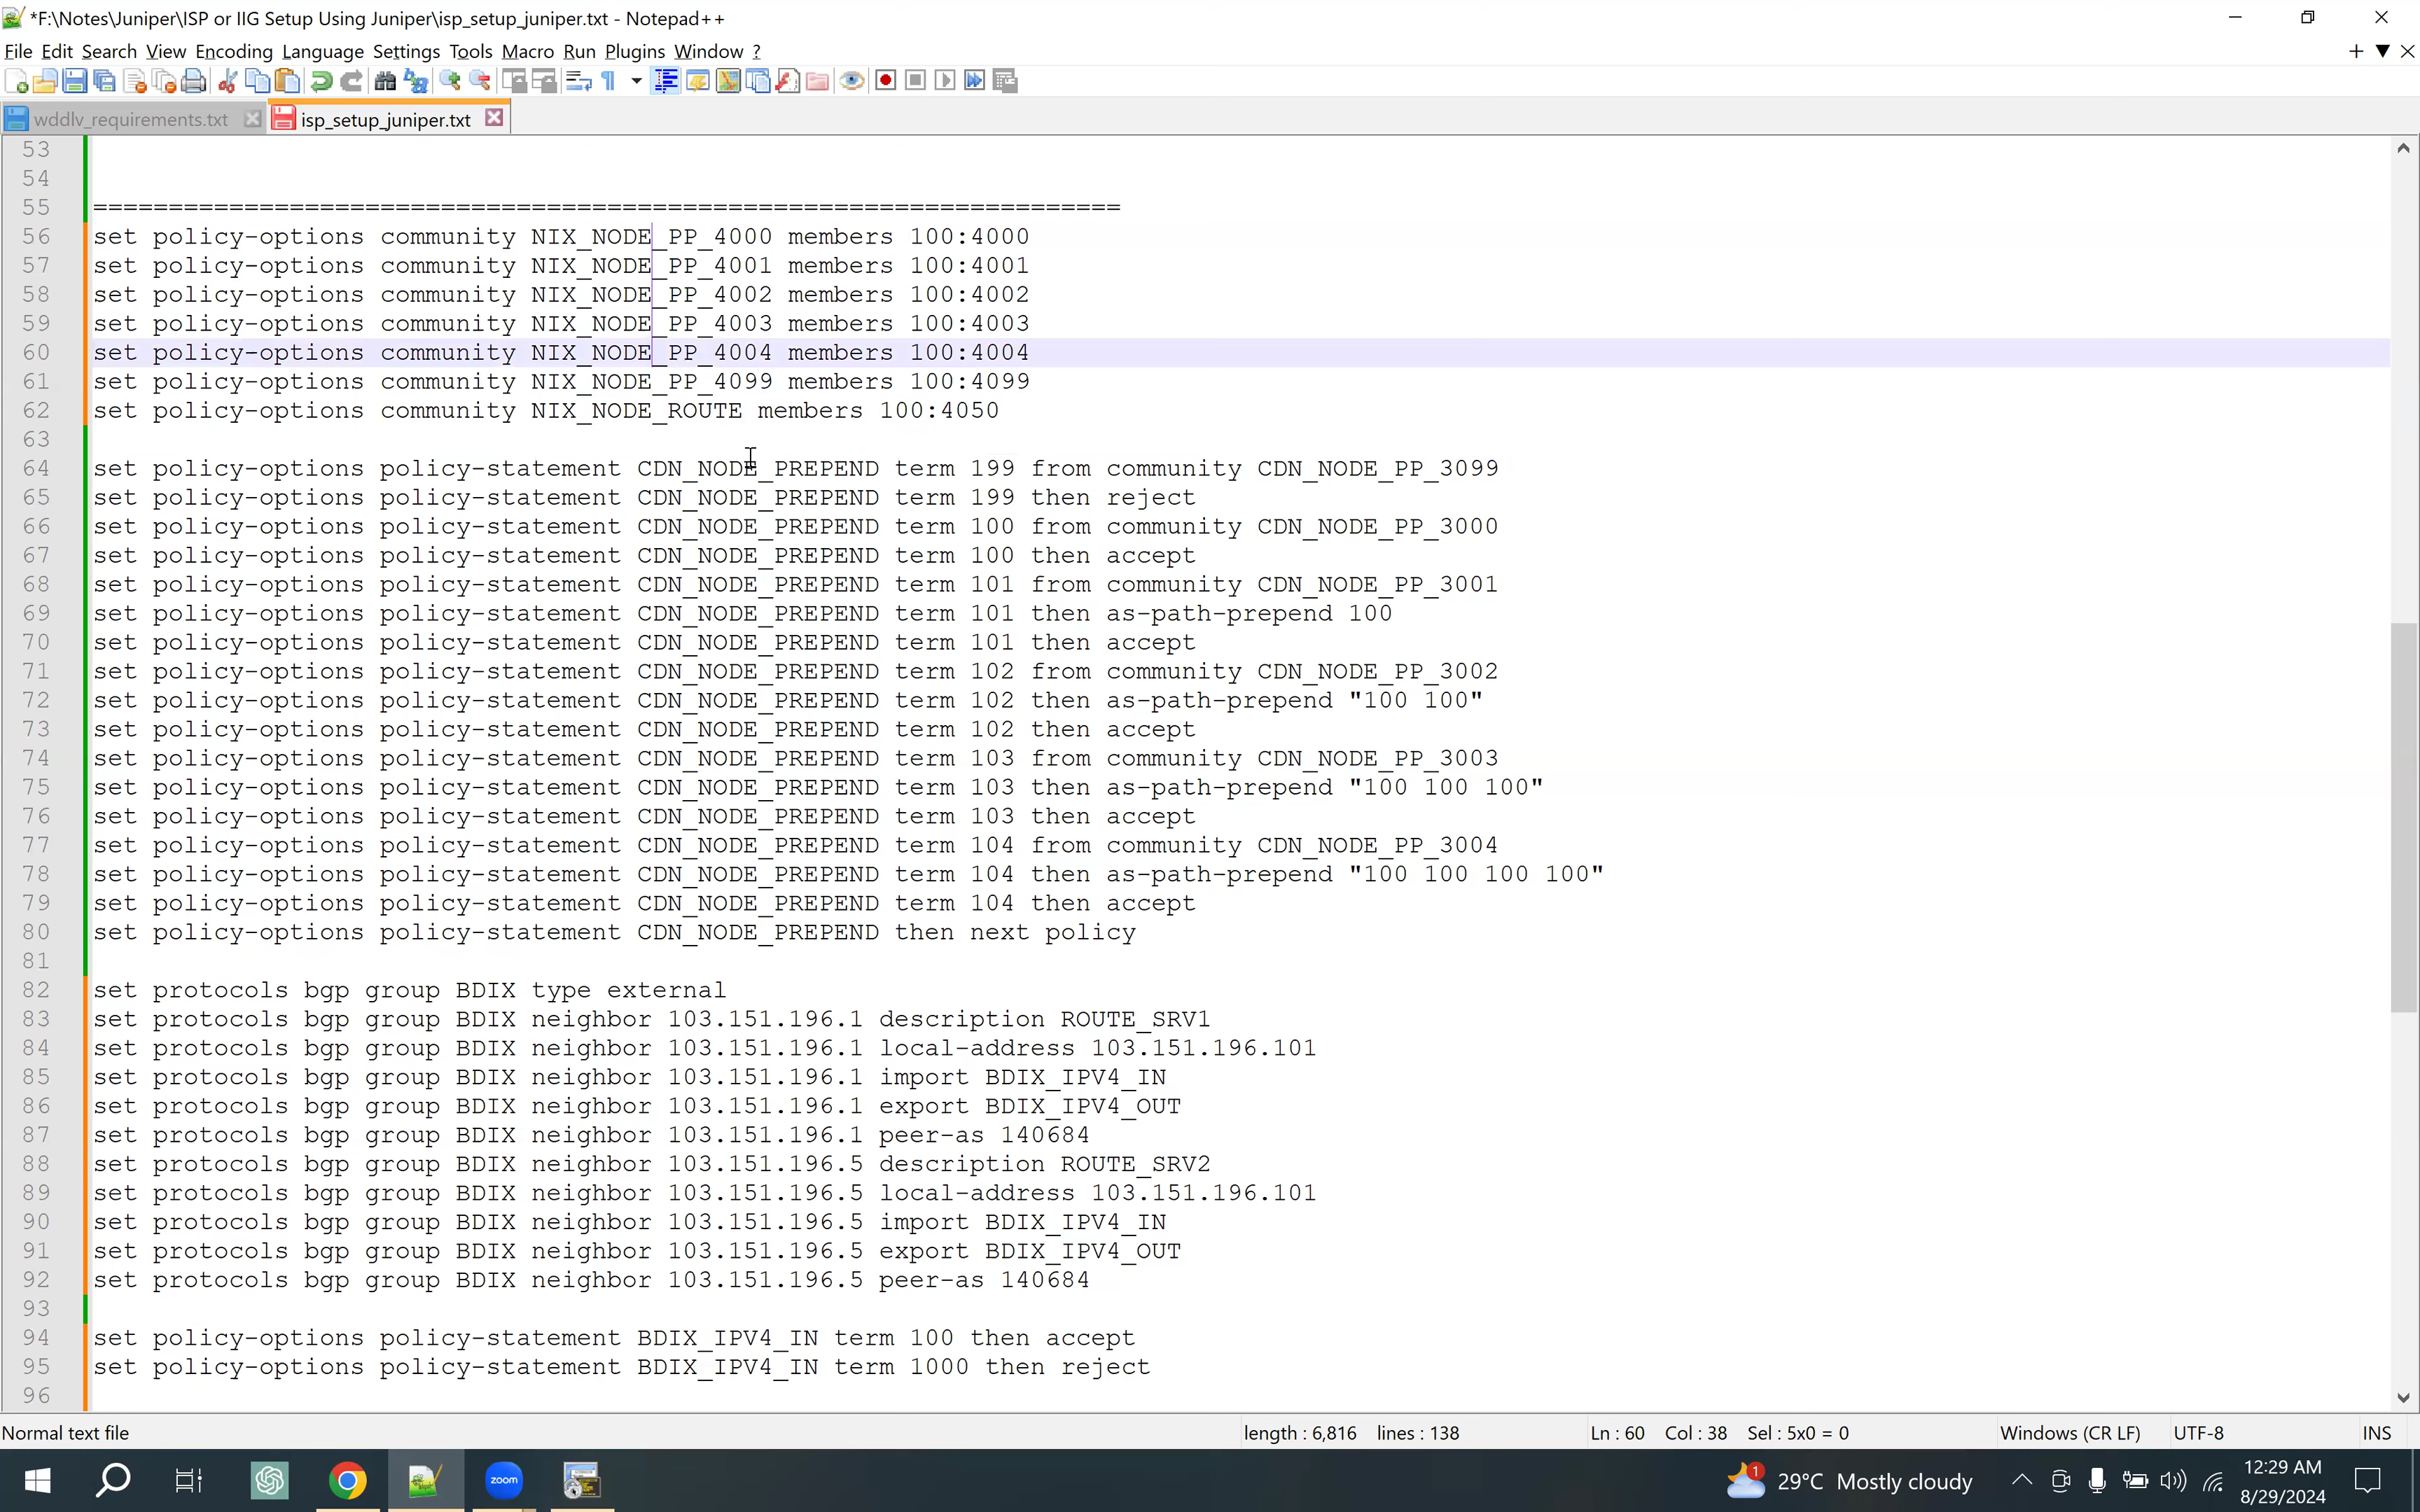 *F:\Notes\Juniper\ISP or IIG Setup Using Juniper\isp_setup_juniper.txt - Notepad++
File Edit Search View Encoding Language Settings Tools Macro Run Plugins Window ?
wddlv_requirements.txt isp_setup_juniper.txt
53
54
55 ====================================================================
56 set policy-options community NIX_NODE_PP_4000 members 100:4000
57 set policy-options community NIX_NODE_PP_4001 members 100:4001
58 set policy-options community NIX_NODE_PP_4002 members 100:4002
59 set policy-options community NIX_NODE_PP_4003 members 100:4003
60 set policy-options community NIX_NODE_PP_4004 members 100:4004
61 set policy-options community NIX_NODE_PP_4099 members 100:4099
62 set policy-options community NIX_NODE_ROUTE members 100:4050
63
64 set policy-options policy-statement CDN_NODE_PREPEND term 199 from community CDN_NODE_PP_3099
65 set policy-options policy-statement CDN_NODE_PREPEND term 199 then reject
66 set policy-options policy-statement CDN_NODE_PREPEND term 100 from community CDN_NODE_PP_3000
67 set policy-options policy-statement CDN_NODE_PREPEND term 100 then accept
68 set policy-options policy-statement CDN_NODE_PREPEND term 101 from community CDN_NODE_PP_3001
69 set policy-options policy-statement CDN_NODE_PREPEND term 101 then as-path-prepend 100
70 set policy-options policy-statement CDN_NODE_PREPEND term 101 then accept
71 set policy-options policy-statement CDN_NODE_PREPEND term 102 from community CDN_NODE_PP_3002
72 set policy-options policy-statement CDN_NODE_PREPEND term 102 then as-path-prepend "100 100"
73 set policy-options policy-statement CDN_NODE_PREPEND term 102 then accept
74 set policy-options policy-statement CDN_NODE_PREPEND term 103 from community CDN_NODE_PP_3003
75 set policy-options policy-statement CDN_NODE_PREPEND term 103 then as-path-prepend "100 100 100"
76 set policy-options policy-statement CDN_NODE_PREPEND term 103 then accept
77 set policy-options policy-statement CDN_NODE_PREPEND term 104 from community CDN_NODE_PP_3004
78 set policy-options policy-statement CDN_NODE_PREPEND term 104 then as-path-prepend "100 100 100 100"
79 set policy-options policy-statement CDN_NODE_PREPEND term 104 then accept
80 set policy-options policy-statement CDN_NODE_PREPEND then next policy
81
82 set protocols bgp group BDIX type external
83 set protocols bgp group BDIX neighbor 103.151.196.1 description ROUTE_SRV1
84 set protocols bgp group BDIX neighbor 103.151.196.1 local-address 103.151.196.101
85 set protocols bgp group BDIX neighbor 103.151.196.1 import BDIX_IPV4_IN
86 set protocols bgp group BDIX neighbor 103.151.196.1 export BDIX_IPV4_OUT
87 set protocols bgp group BDIX neighbor 103.151.196.1 peer-as 140684
88 set protocols bgp group BDIX neighbor 103.151.196.5 description ROUTE_SRV2
89 set protocols bgp group BDIX neighbor 103.151.196.5 local-address 103.151.196.101
90 set protocols bgp group BDIX neighbor 103.151.196.5 import BDIX_IPV4_IN
91 set protocols bgp group BDIX neighbor 103.151.196.5 export BDIX_IPV4_OUT
92 set protocols bgp group BDIX neighbor 103.151.196.5 peer-as 140684
93
94 set policy-options policy-statement BDIX_IPV4_IN term 100 then accept
95 set policy-options policy-statement BDIX_IPV4_IN term 1000 then reject
96
Normal text file length : 6,816 lines : 138 Ln : 60 Col : 38 Sel : 5x0 = 0 Windows (CR LF) UTF-8 INS
zoom 1 29°C Mostly cloudy 12:29 AM
8/29/2024